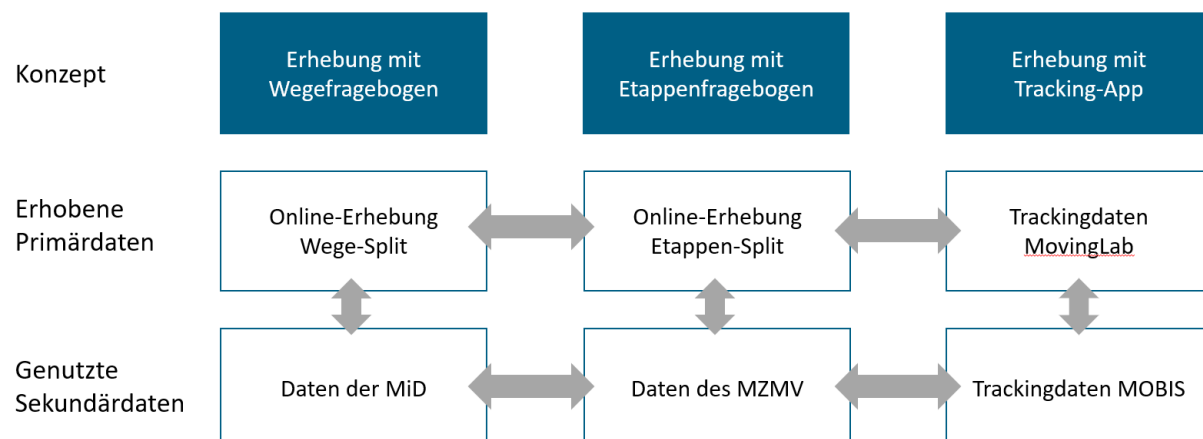 Konzept
Erhebung mit
Wegefragebogen
Erhebung mit
Etappenfragebogen
Erhebung mit
Tracking-App
Erhobene
Primärdaten
Online-Erhebung
Wege-Split
Online-Erhebung
Etappen-Split
Trackingdaten
MovingLab
Genutzte
Sekundärdaten
Daten der MiD
Daten des MZMV
Trackingdaten MOBIS